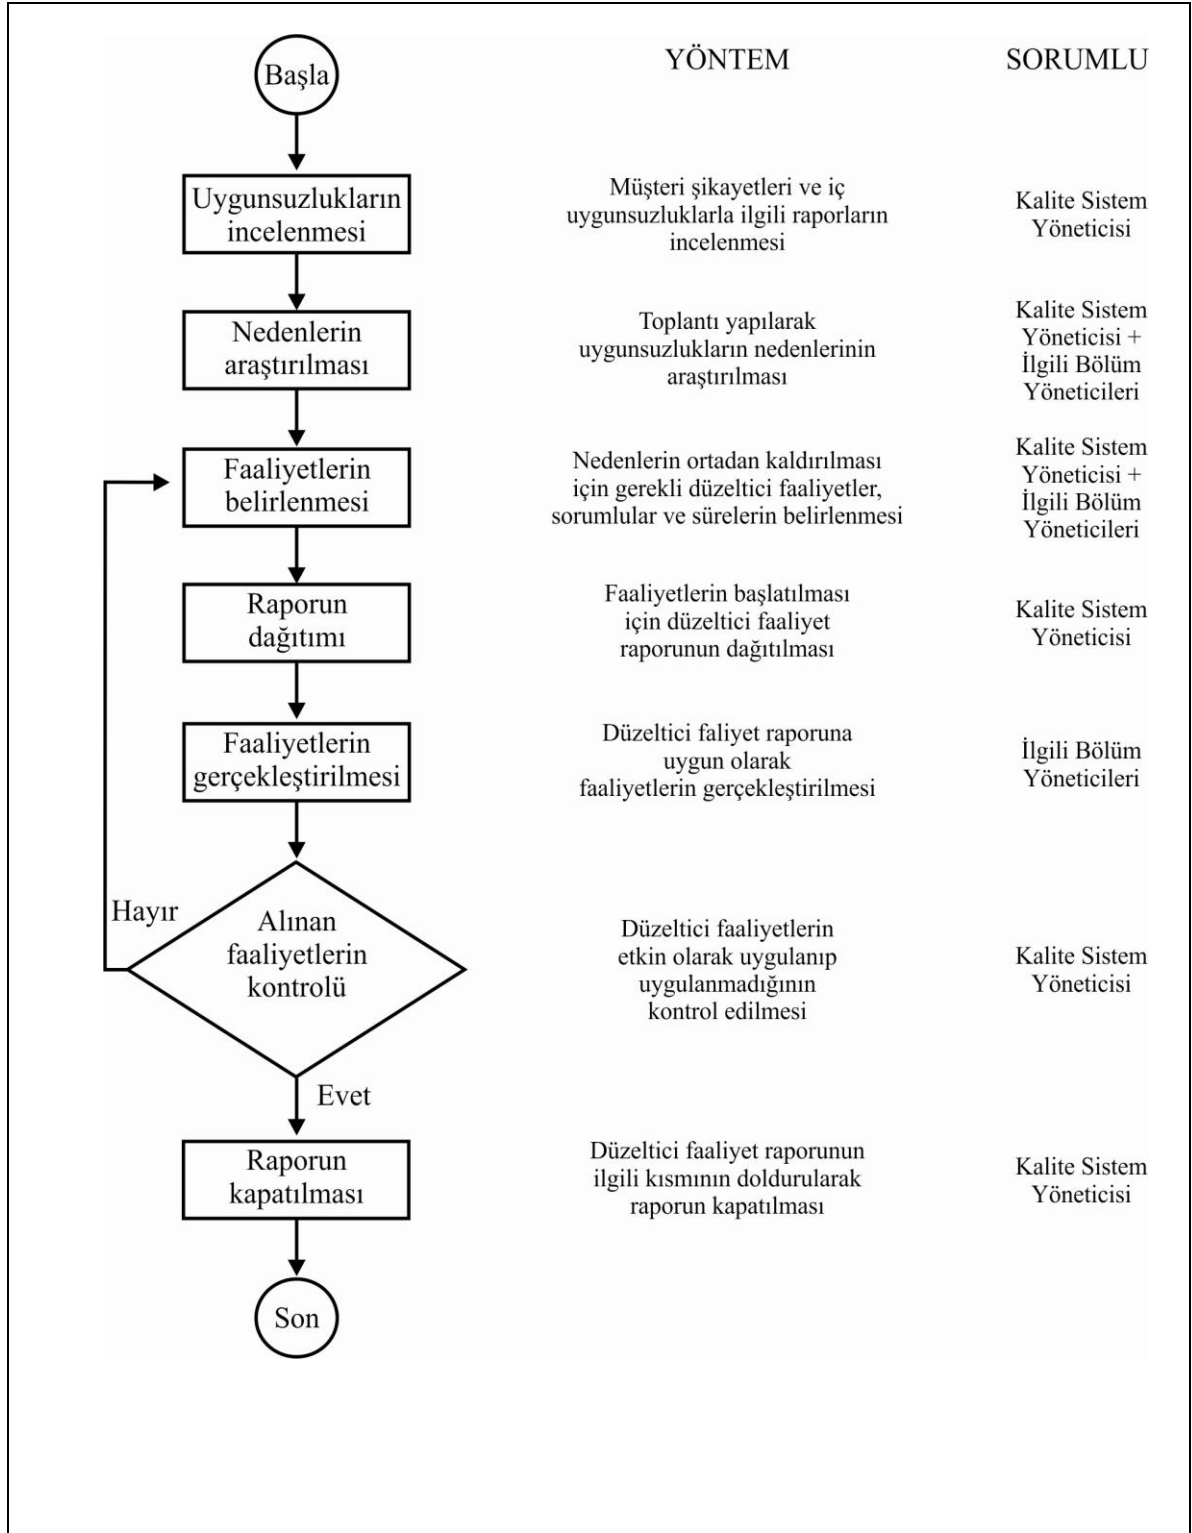 Başla
YÖNTEM
SORUMLU
Uygunsuzlukların
incelenmesi
Müşteri şikayetleri ve iç
uygunsuzluklarla ilgili raporların
incelenmesi
Kalite Sistem
Yöneticisi
Nedenlerin
araştırılması
Toplantı yapılarak
uygunsuzlukların nedenlerinin
araştırılması
Kalite Sistem
Yöneticisi +
İlgili Bölüm
Yöneticileri
Faaliyetlerin
belirlenmesi
Nedenlerin ortadan kaldırılması
için gerekli düzeltici faaliyetler,
sorumlular ve sürelerin belirlenmesi
Kalite Sistem
Yöneticisi +
İlgili Bölüm
Yöneticileri
Raporun
dağıtımı
Faaliyetlerin başlatılması
için düzeltici faaliyet
raporunun dağıtılması
Kalite Sistem
Yöneticisi
Faaliyetlerin
gerçekleştirilmesi
Düzeltici faliyet raporuna
uygun olarak
faaliyetlerin gerçekleştirilmesi
İlgili Bölüm
Yöneticileri
Hayır
Alınan
faaliyetlerin
kontrolü
Düzeltici faaliyetlerin
etkin olarak uygulanıp
uygulanmadığının
kontrol edilmesi
Kalite Sistem
Yöneticisi
Evet
Raporun
kapatılması
Düzeltici faaliyet raporunun
ilgili kısmının doldurularak
raporun kapatılması
Kalite Sistem
Yöneticisi
Son